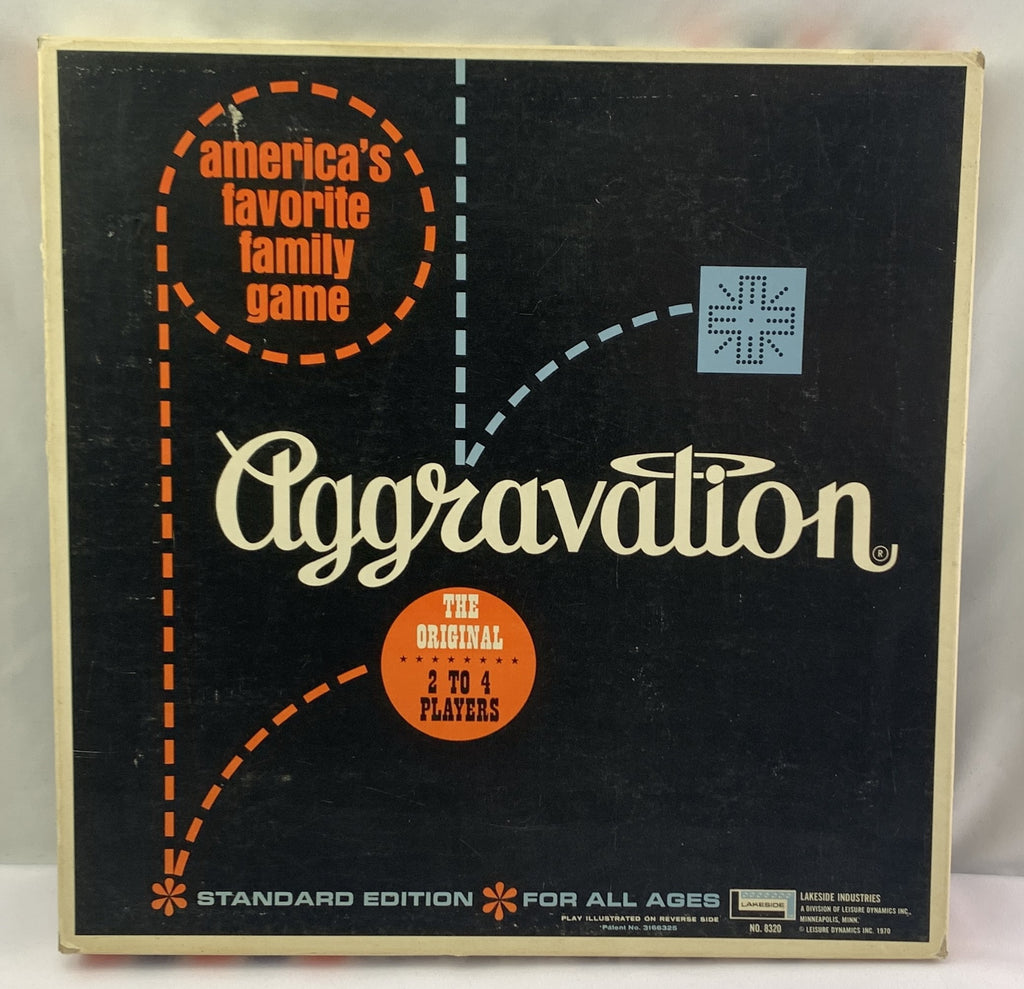 america's
favorite
family
game
Aggravation®
THE
ORIGINAL
2 TO 4
PLAYERS
STANDARD EDITION FOR ALL AGES
PLAY ILLUSTRATED ON REVERSE SIDE
Patent No. 3166325
LAKESIDE
NO. 8320
LAKESIDE INDUSTRIES
A DIVISION OF LEISURE DYNAMICS INC.,
MINNEAPOLIS, MINN.
© LEISURE DYNAMICS INC. 1970